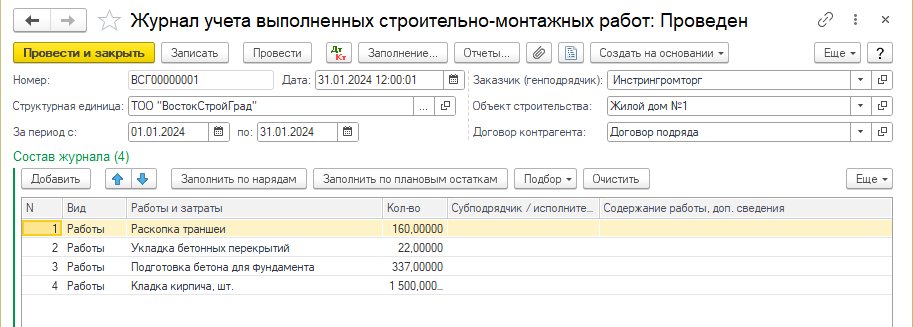 Журнал учета выполненных строительно-монтажных работ: Проведен
Провести и закрыть Записать Провести Дт Кт Заполнение... Отчеты... Создать на основании Еще ?
Номер: ВСГ00000001 Дата: 31.01.2024 12:00:01 Заказчик (генподрядчик): Инстрингромторг
Структурная единица: ТОО "ВостокСтройГрад" ... Объект строительства: Жилой дом №1
За период с: 01.01.2024 по: 31.01.2024 Договор контрагента: Договор подряда
Состав журнала (4)
Добавить Заполнить по нарядам Заполнить по плановым остаткам Подбор Очистить Еще
N Вид Работы и затраты Кол-во Субподрядчик / исполните... Содержание работы, доп. сведения
1 Работы Раскопка траншеи 160,00000
2 Работы Укладка бетонных перекрытий 22,00000
3 Работы Подготовка бетона для фундамента 337,00000
4 Работы Кладка кирпича, шт. 1 500,000...